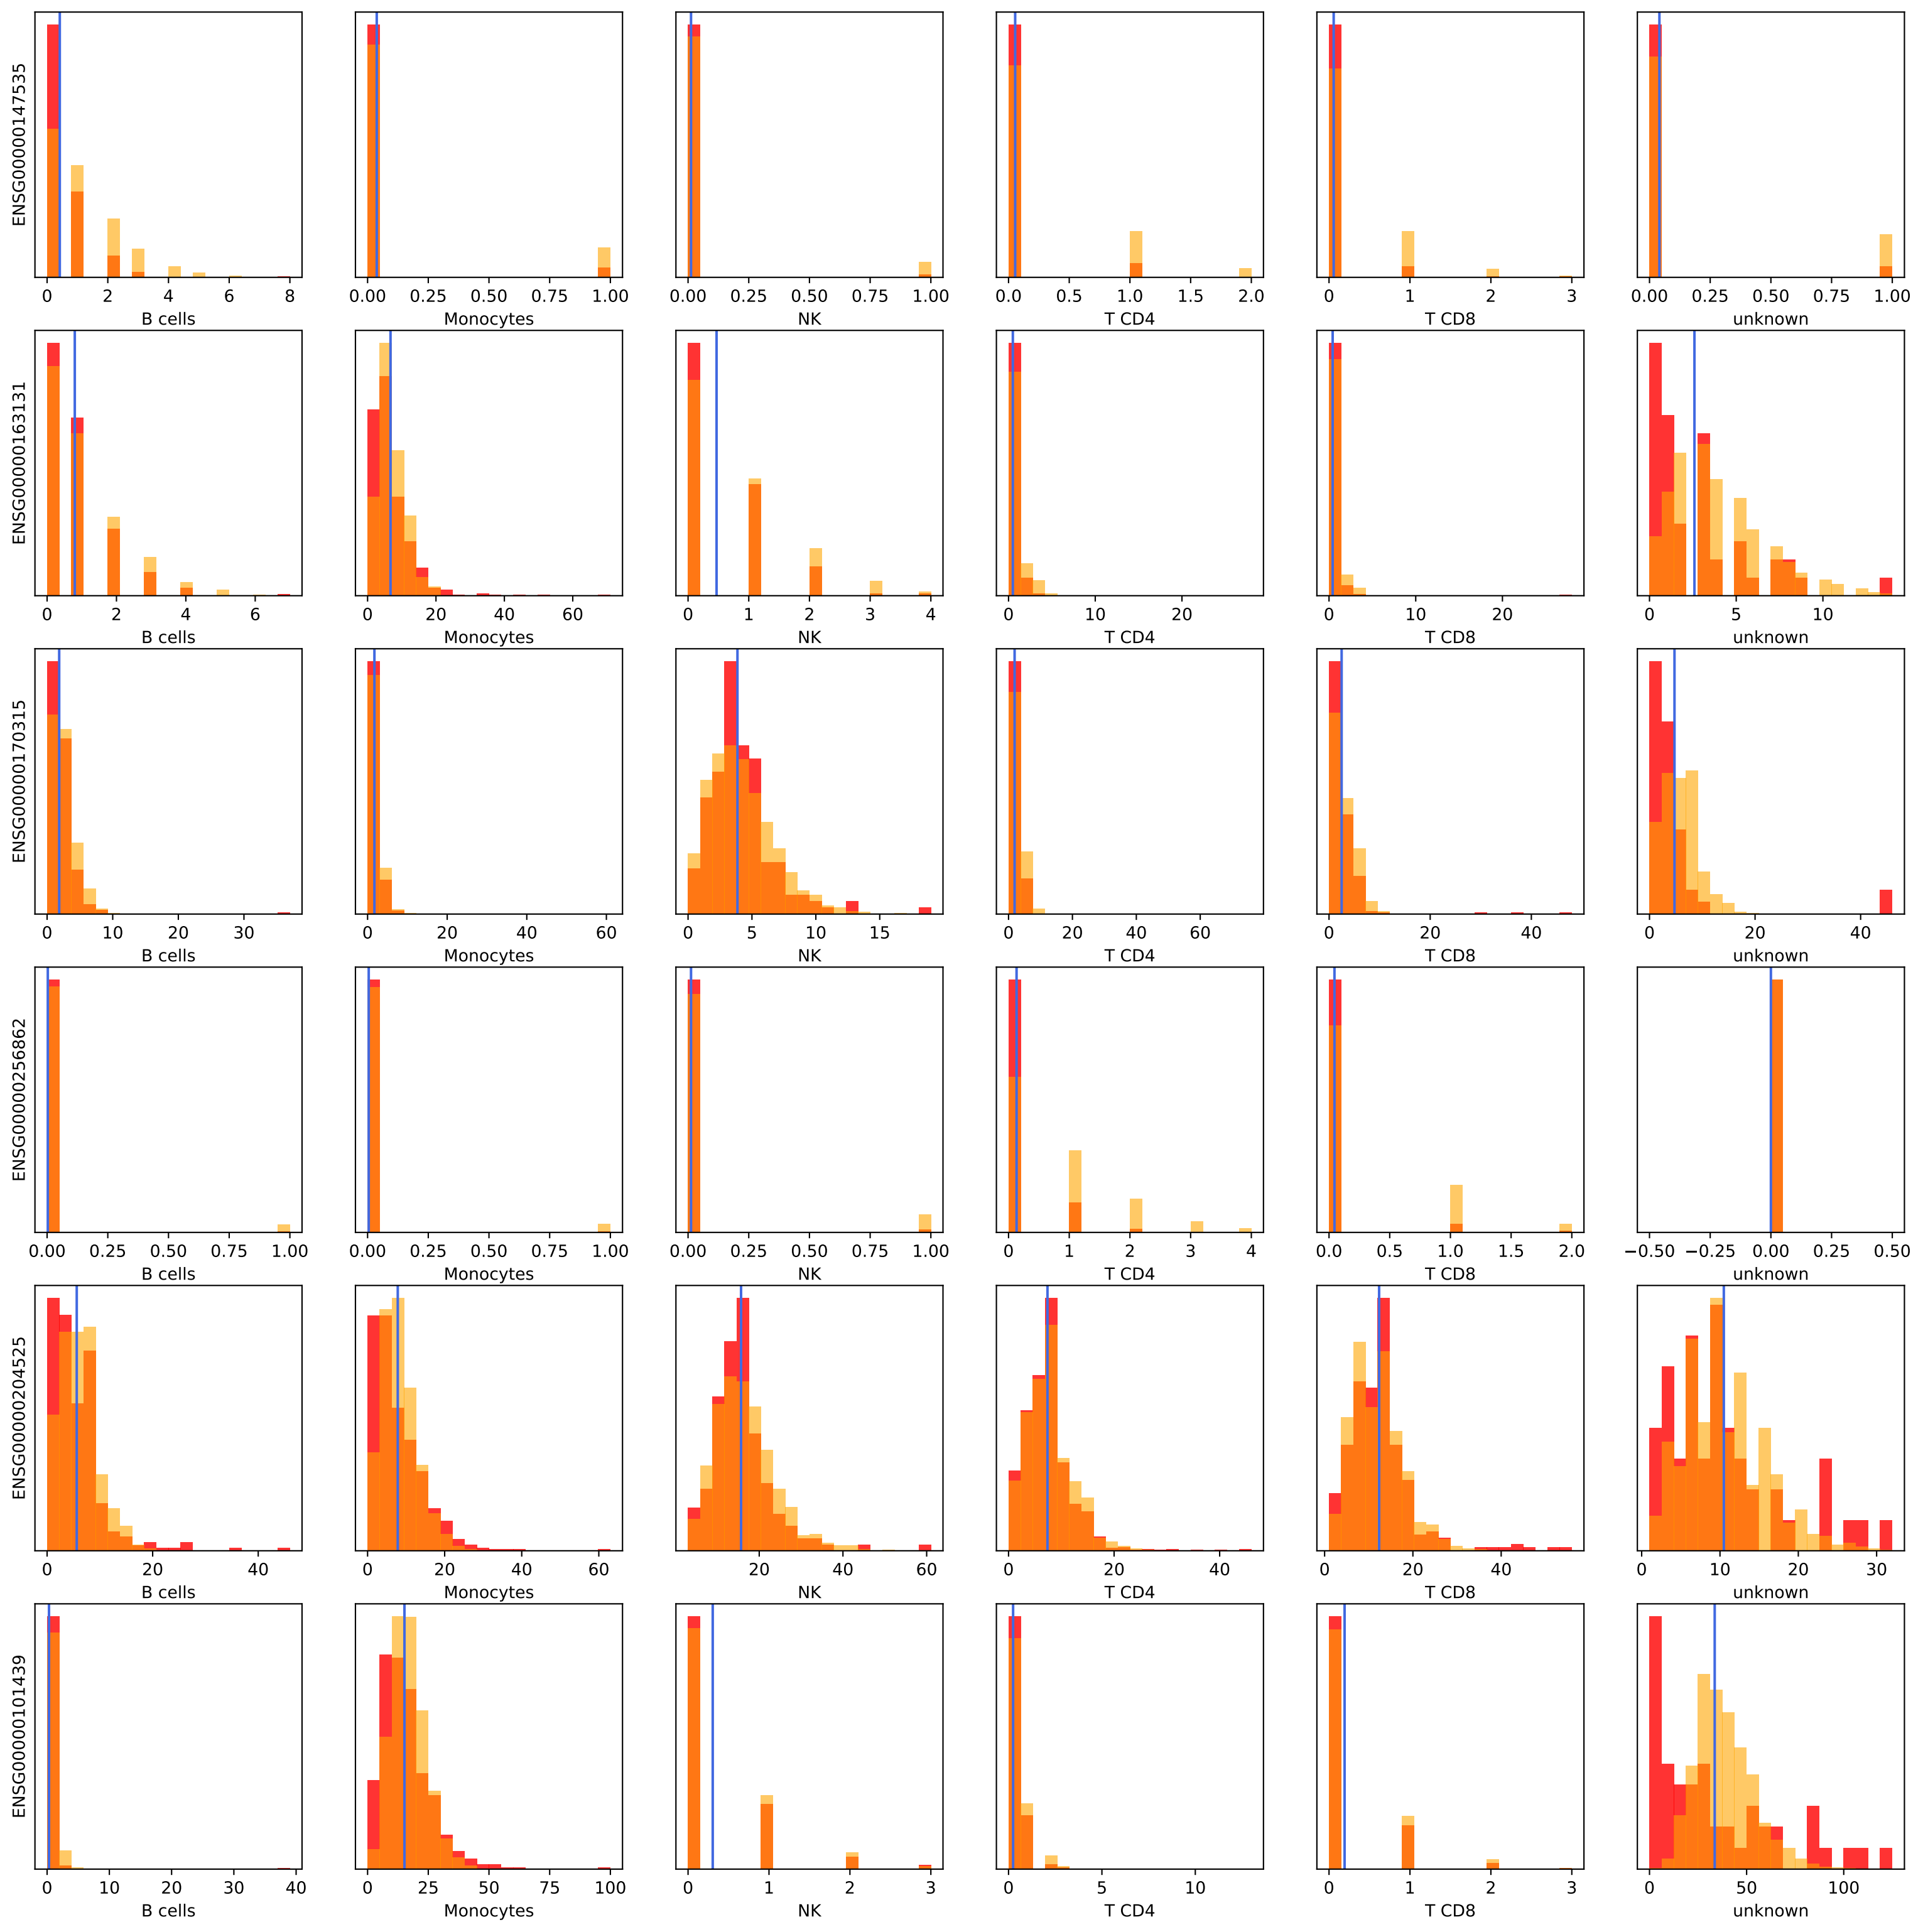 ENSG00000147535
0 2 4 6 8
B cells
0.00 0.25 0.50 0.75 1.00
Monocytes
0.00 0.25 0.50 0.75 1.00
NK
0.0 0.5 1.0 1.5 2.0
T CD4
0 1 2 3
T CD8
0.00 0.25 0.50 0.75 1.00
unknown
ENSG00000163131
0 2 4 6
B cells
0 20 40 60
Monocytes
0 1 2 3 4
NK
0 10 20
T CD4
0 10 20
T CD8
0 5 10
unknown
ENSG00000170315
0 10 20 30
B cells
0 20 40 60
Monocytes
0 5 10 15
NK
0 20 40 60
T CD4
0 20 40
T CD8
0 20 40
unknown
ENSG00000256862
0.00 0.25 0.50 0.75 1.00
B cells
0.00 0.25 0.50 0.75 1.00
Monocytes
0.00 0.25 0.50 0.75 1.00
NK
0 1 2 3 4
T CD4
0.0 0.5 1.0 1.5 2.0
T CD8
−0.50 −0.25 0.00 0.25 0.50
unknown
ENSG00000204525
0 20 40
B cells
0 20 40 60
Monocytes
20 40 60
NK
0 20 40
T CD4
0 20 40
T CD8
0 10 20 30
unknown
ENSG00000101439
0 10 20 30 40
B cells
0 25 50 75 100
Monocytes
0 1 2 3
NK
0 5 10
T CD4
0 1 2 3
T CD8
0 50 100
unknown